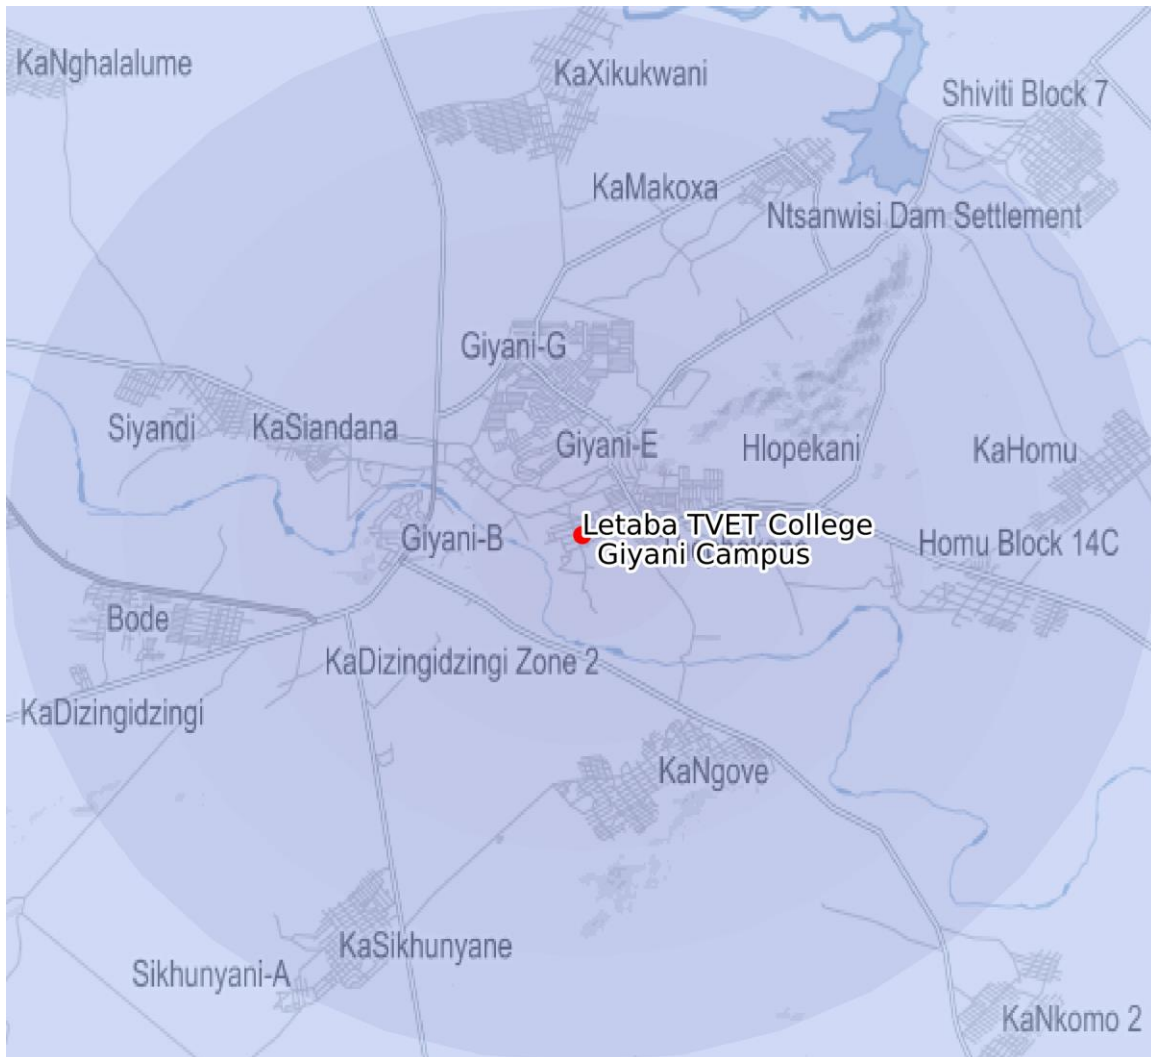 KaNghalalume
KaXikukwani
Shiviti Block 7
KaMakoxa
Ntsanwisi Dam Settlement
Giyani-G
Siyandi
KaSiandana
Giyani-E
Hlopekani
KaHomu
Giyani-B
Letaba TVET College
Giyani Campus
Homu Block 14C
Bode
KaDizingidzingi Zone 2
KaDizingidzingi
KaNgove
KaSikhunyane
Sikhunyani-A
KaNkomo 2